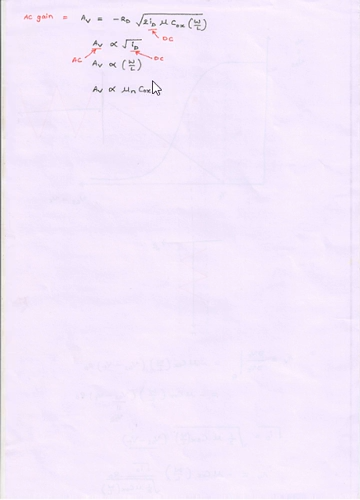 AC gain = Av = -RD √2iD μ Cox (W/L)
Av ∝ √iD
DC
AC
DC
Av ∝ (W/L)
Av ∝ μn Cox